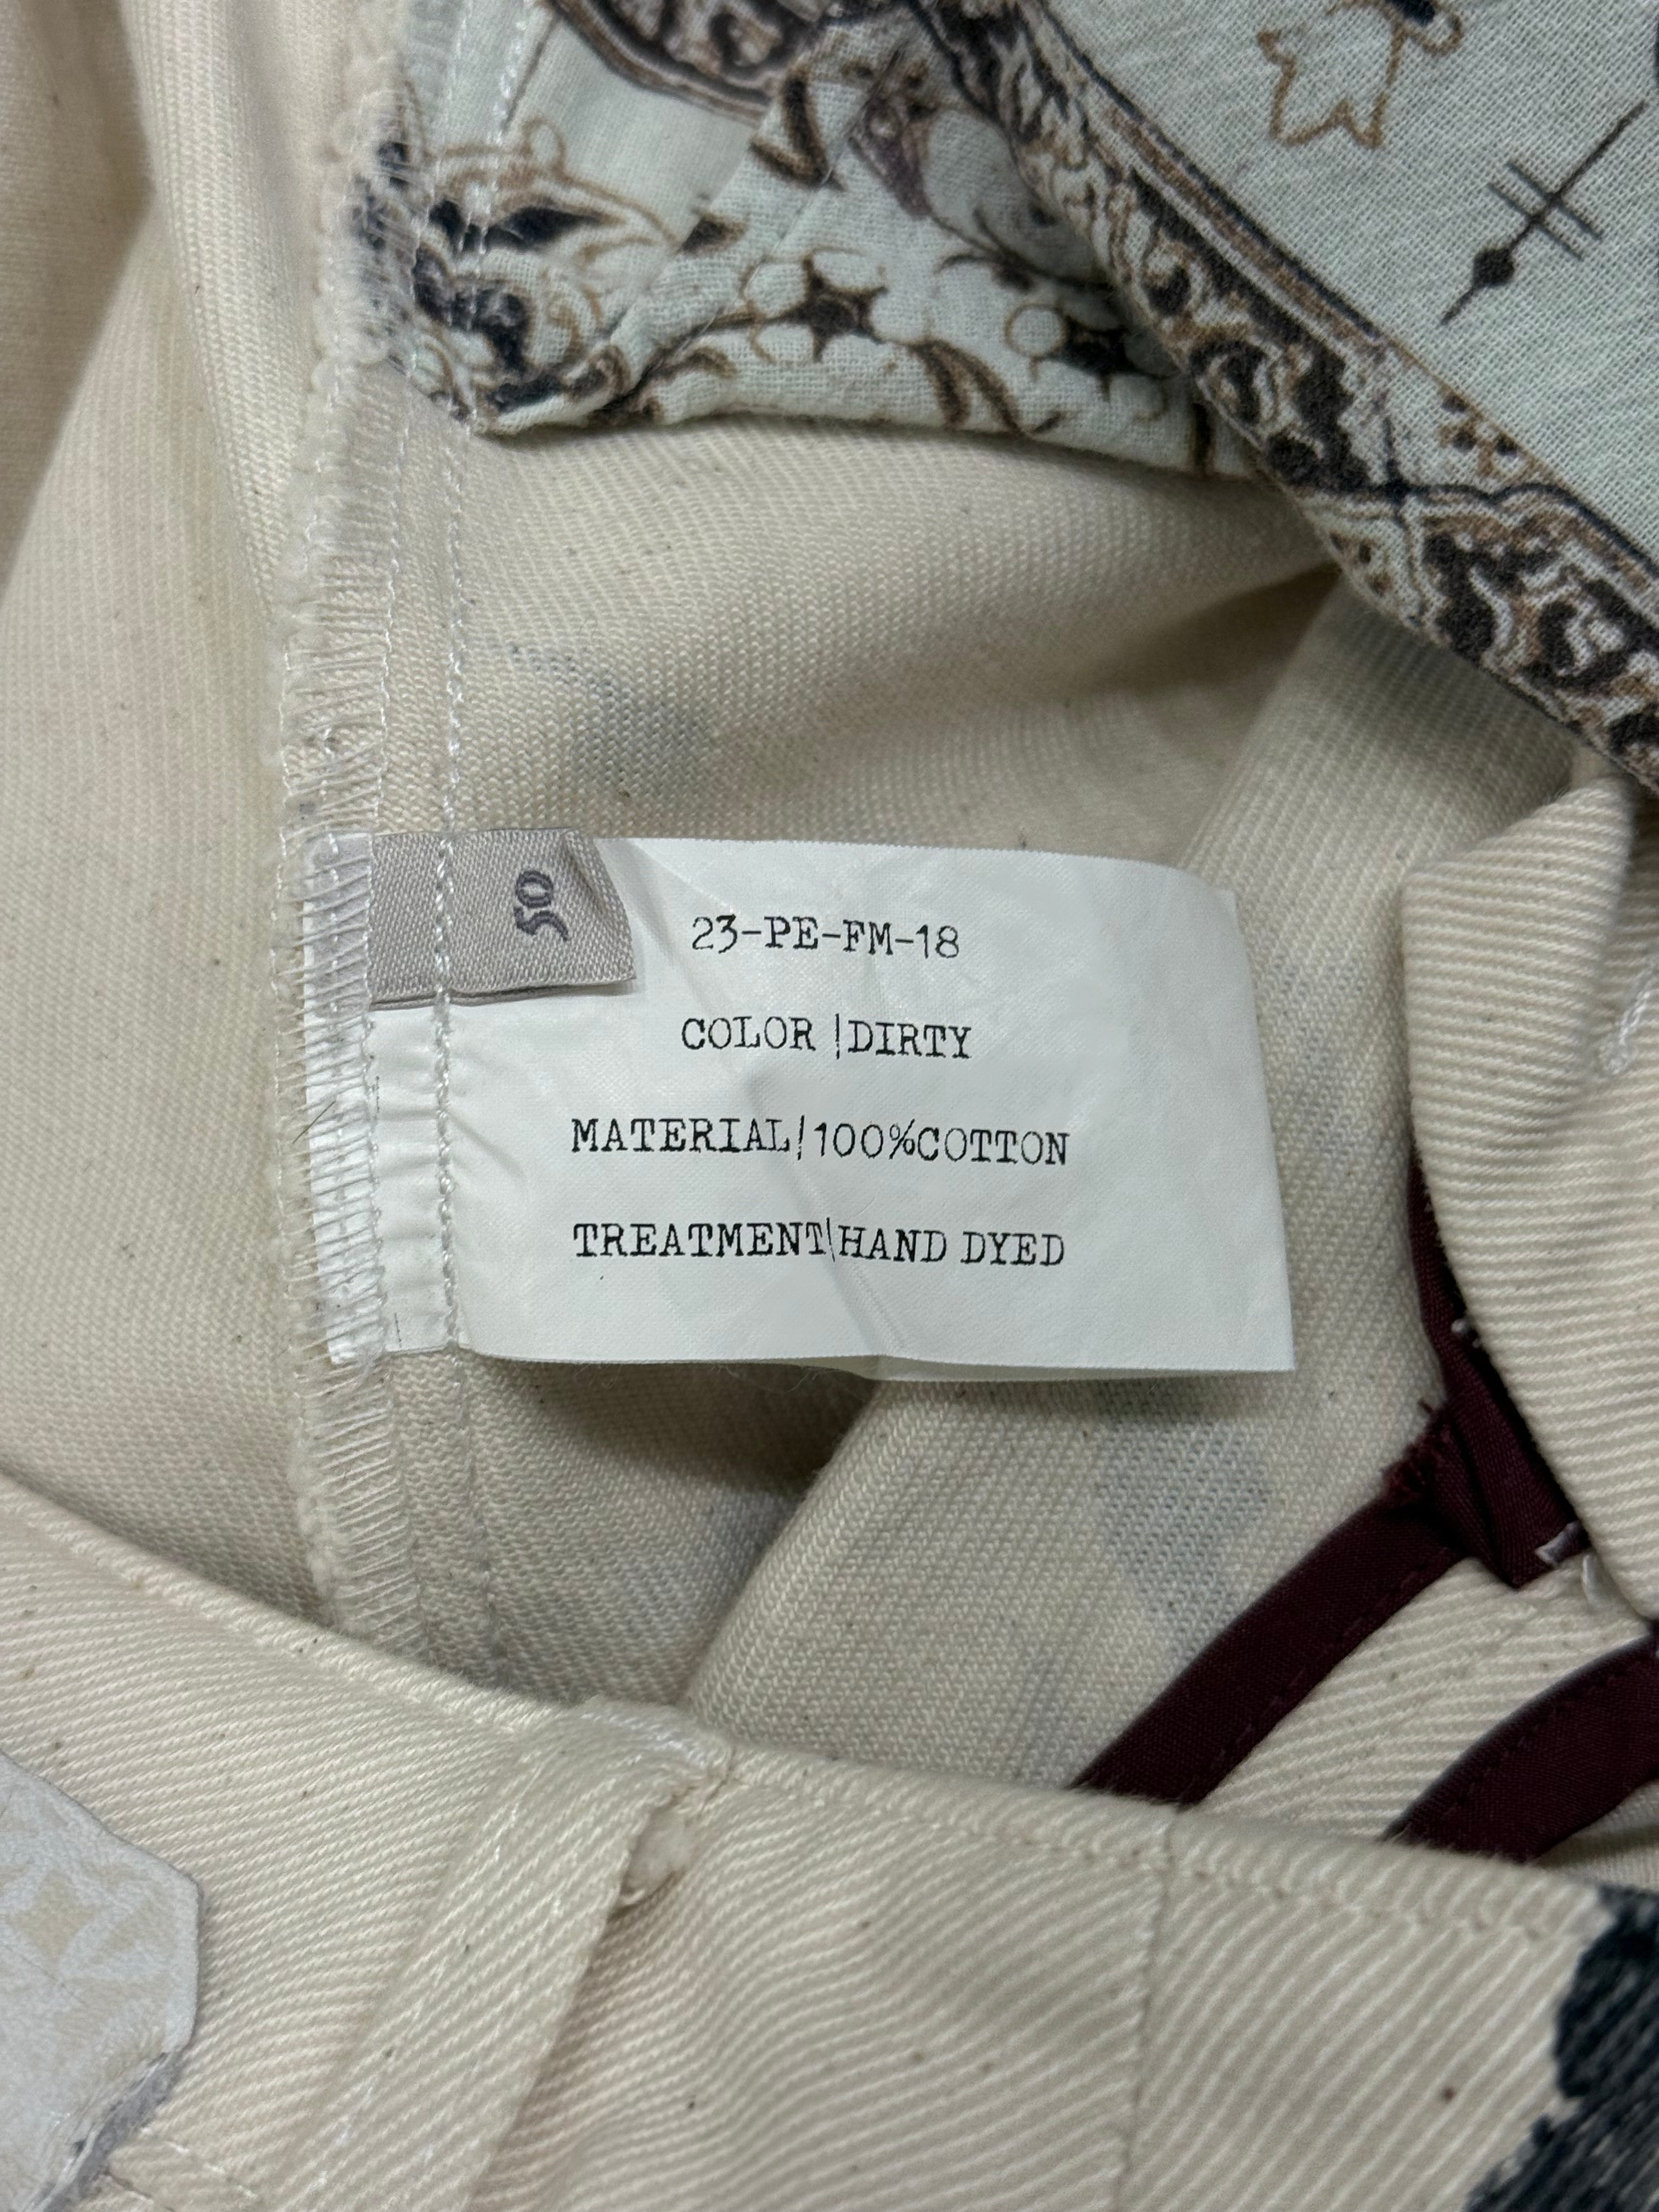 50
23-PE-FM-18
COLOR | DIRTY
MATERIAL | 100%COTTON
TREATMENT | HAND DYED